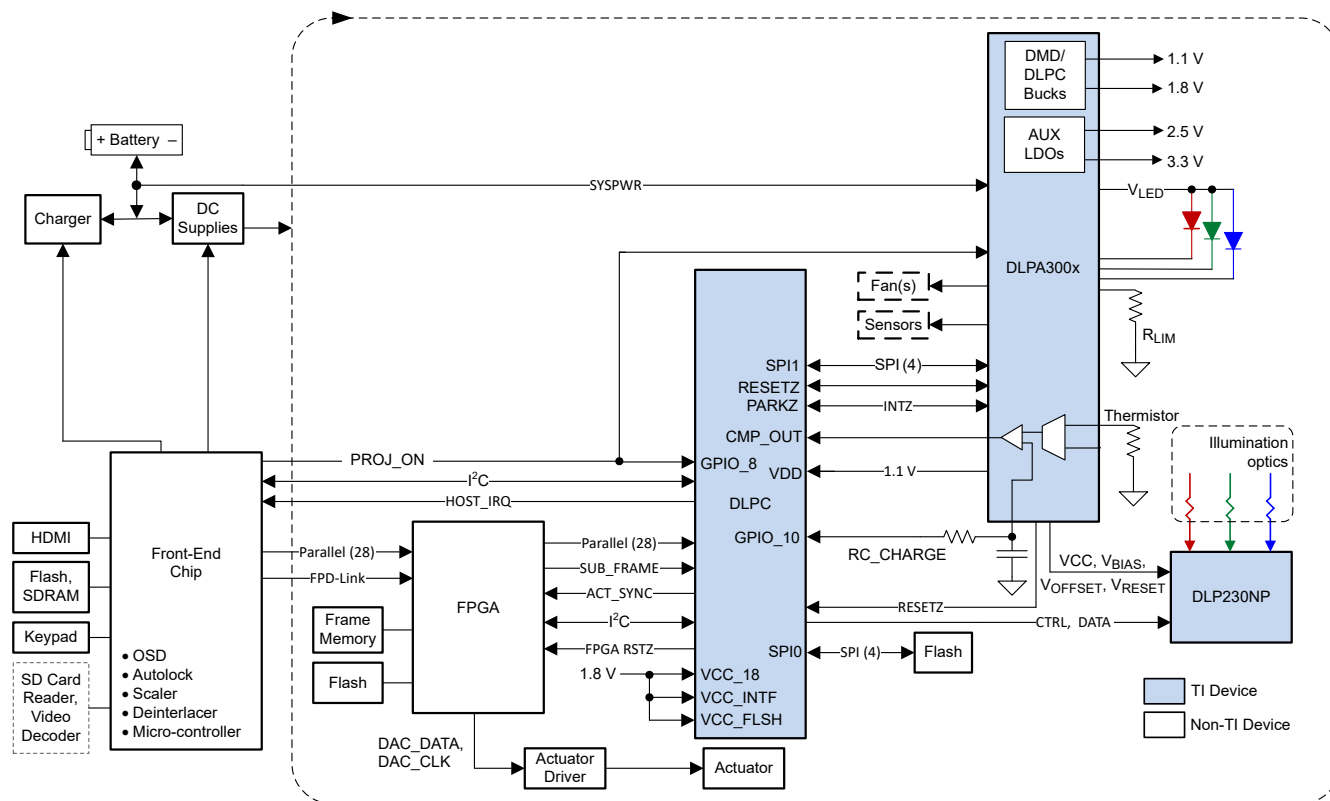 DMD/
DLPC
Bucks
1.1 V
1.8 V
AUX
LDOs
2.5 V
3.3 V
+ Battery –
SYSPWR
Charger
DC
Supplies
VLED
DLPA300x
Fan(s)
Sensors
RLIM
SPI1
SPI (4)
RESETZ
PARKZ
INTZ
CMP_OUT
Thermistor
Illumination
optics
PROJ_ON
GPIO_8
VDD
1.1 V
I²C
HOST_IRQ
DLPC
HDMI
Flash,
SDRAM
Keypad
SD Card
Reader,
Video
Decoder
Front-End
Chip
• OSD
• Autolock
• Scaler
• Deinterlacer
• Micro-controller
Parallel (28)
FPD-Link
FPGA
Frame
Memory
Flash
Parallel (28)
SUB_FRAME
ACT_SYNC
I²C
FPGA RSTZ
GPIO_10
RC_CHARGE
VCC, VBIAS,
VOFFSET, VRESET
DLP230NP
RESETZ
CTRL, DATA
SPI0
SPI (4)
Flash
1.8 V
VCC_18
VCC_INTF
VCC_FLSH
DAC_DATA,
DAC_CLK
Actuator
Driver
Actuator
TI Device
Non-TI Device